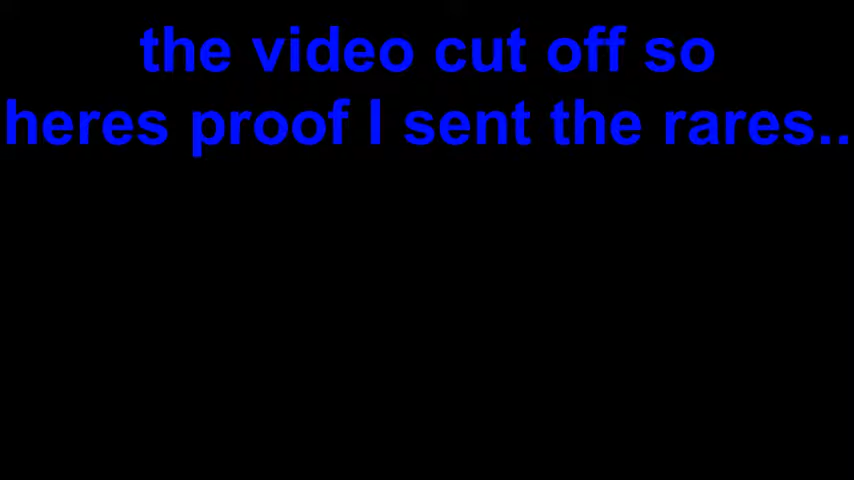 the video cut off so
heres proof I sent the rares..